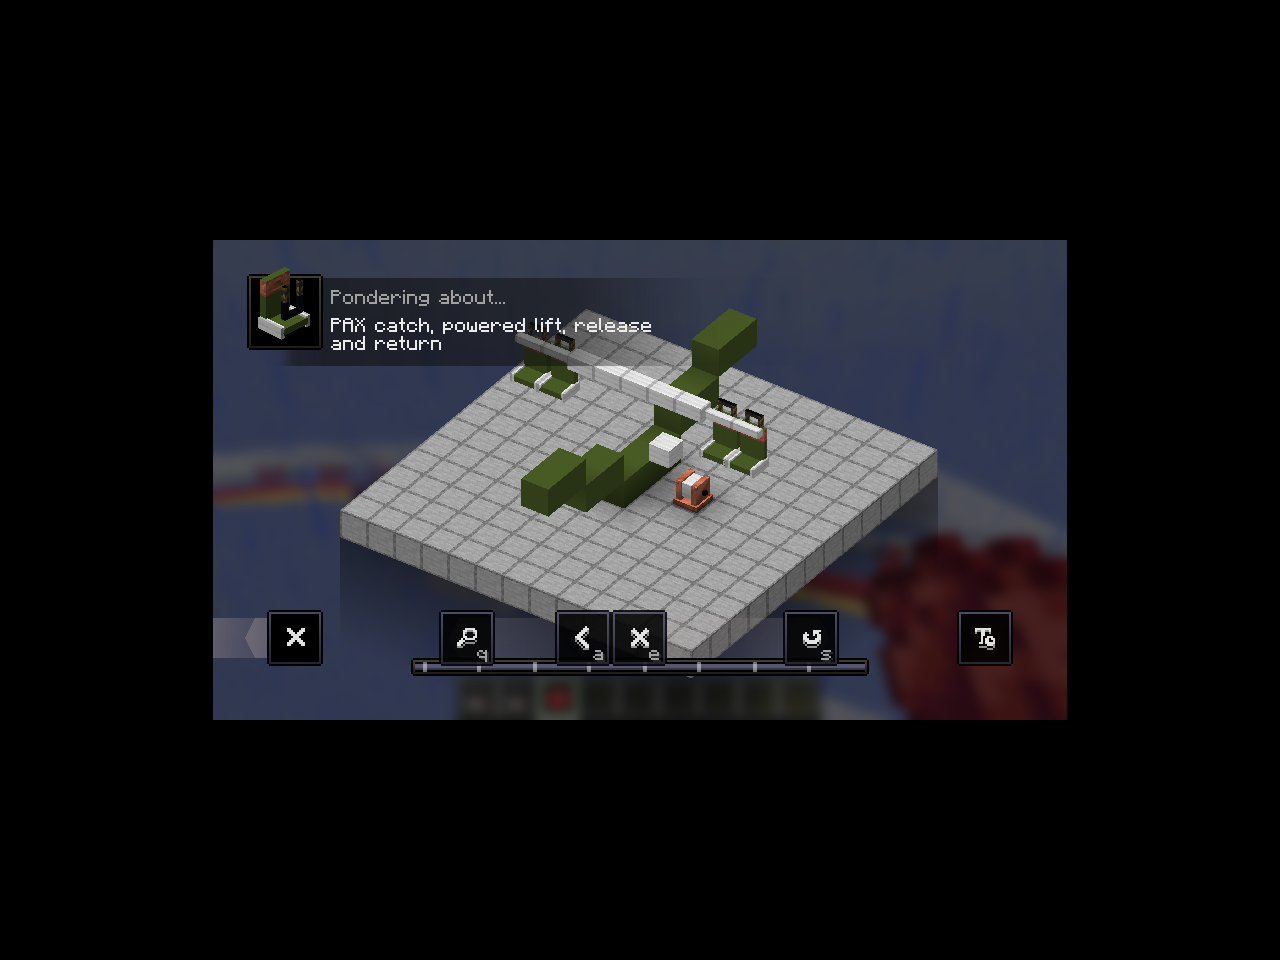 Pondering about...
PAX catch, powered lift, release
and return
q
a
e
s
T